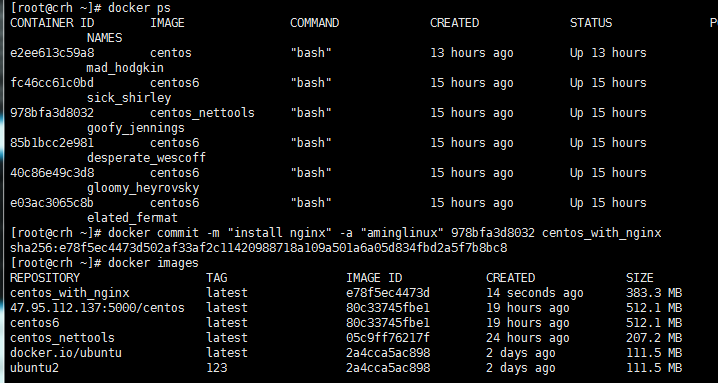 [root@crh ~]# docker ps
CONTAINER ID IMAGE COMMAND CREATED STATUS
NAMES
e2ee613c59a8 centos "bash" 13 hours ago Up 13 hours
mad_hodgkin
fc46cc61c0bd centos6 "bash" 15 hours ago Up 15 hours
sick_shirley
978bfa3d8032 centos_nettools "bash" 15 hours ago Up 15 hours
goofy_jennings
85b1bcc2e981 centos6 "bash" 15 hours ago Up 15 hours
desperate_wescoff
40c86e49c3d8 centos6 "bash" 15 hours ago Up 15 hours
gloomy_heyrovsky
e03ac3065c8b centos6 "bash" 15 hours ago Up 15 hours
elated_fermat
[root@crh ~]# docker commit -m "install nginx" -a "aminglinux" 978bfa3d8032 centos_with_nginx
sha256:e78f5ec4473d502af33af2c11420988718a109a501a6a05d834fbd2a5f7b8bc8
[root@crh ~]# docker images
REPOSITORY TAG IMAGE ID CREATED SIZE
centos_with_nginx latest e78f5ec4473d 14 seconds ago 383.3 MB
47.95.112.137:5000/centos latest 80c33745fbe1 19 hours ago 512.1 MB
centos6 latest 80c33745fbe1 19 hours ago 512.1 MB
centos_nettools latest 05c9ff76217f 24 hours ago 207.2 MB
docker.io/ubuntu latest 2a4cca5ac898 2 days ago 111.5 MB
ubuntu2 123 2a4cca5ac898 2 days ago 111.5 MB